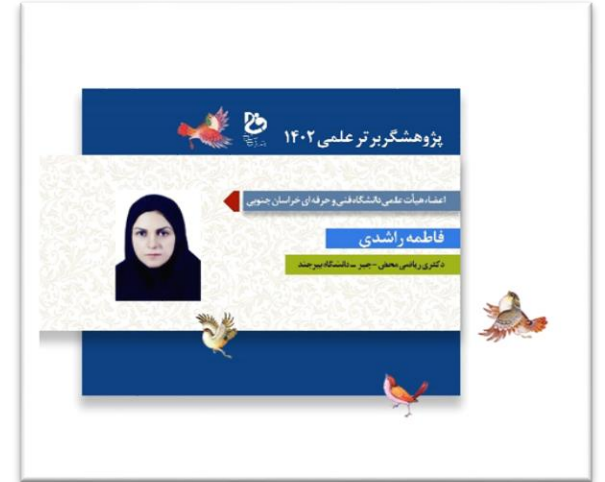 پژوهشگر برتر علمی ۱۴۰۲
اعضاء هیأت علمی دانشگاه فنی و حرفه ای خراسان جنوبی
فاطمه راشدی
دکتری ریاضی محض - جبر - دانشگاه بیرجند